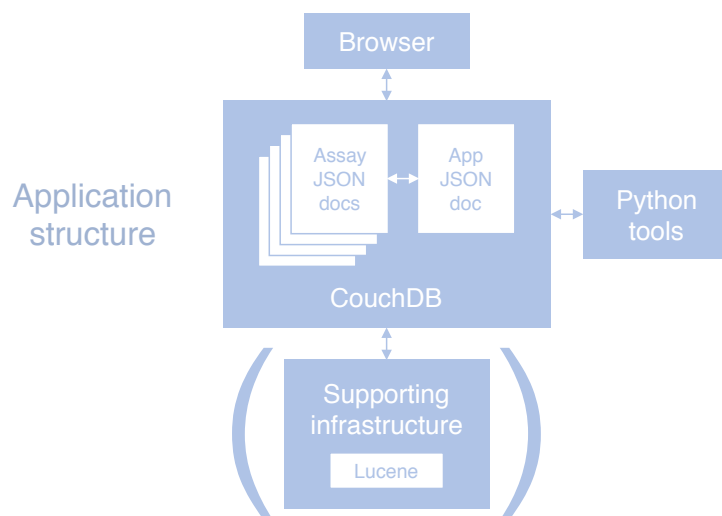 Browser
Assay
JSON
docs
App
JSON
doc
Application
structure
Python
tools
CouchDB
(
)
Supporting
infrastructure
Lucene